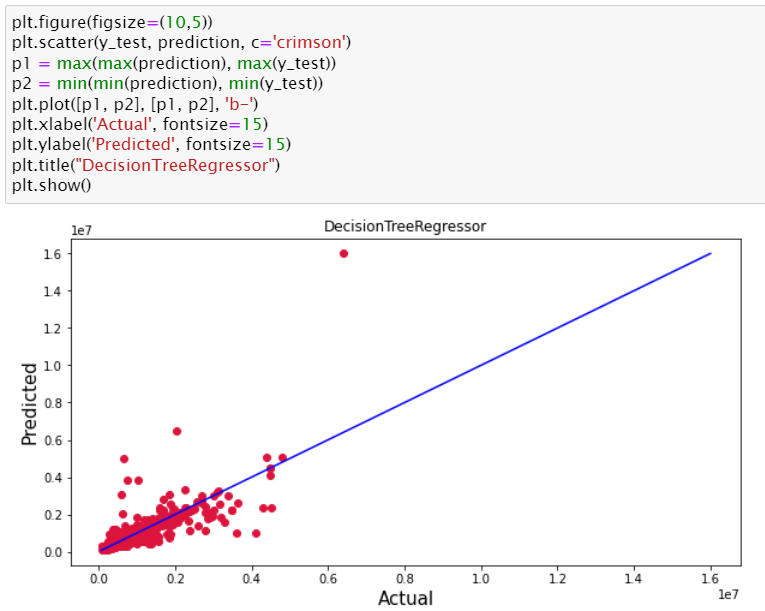 plt.figure(figsize=(10,5))
plt.scatter(y_test, prediction, c='crimson')
p1 = max(max(prediction), max(y_test))
p2 = min(min(prediction), min(y_test))
plt.plot([p1, p2], [p1, p2], 'b-')
plt.xlabel('Actual', fontsize=15)
plt.ylabel('Predicted', fontsize=15)
plt.title("DecisionTreeRegressor")
plt.show()
DecisionTreeRegressor
1e7
1.6
1.4
1.2
1.0
0.8
0.6
0.4
0.2
0.0
Predicted
0.0 0.2 0.4 0.6 0.8 1.0 1.2 1.4 1.6
1e7
Actual